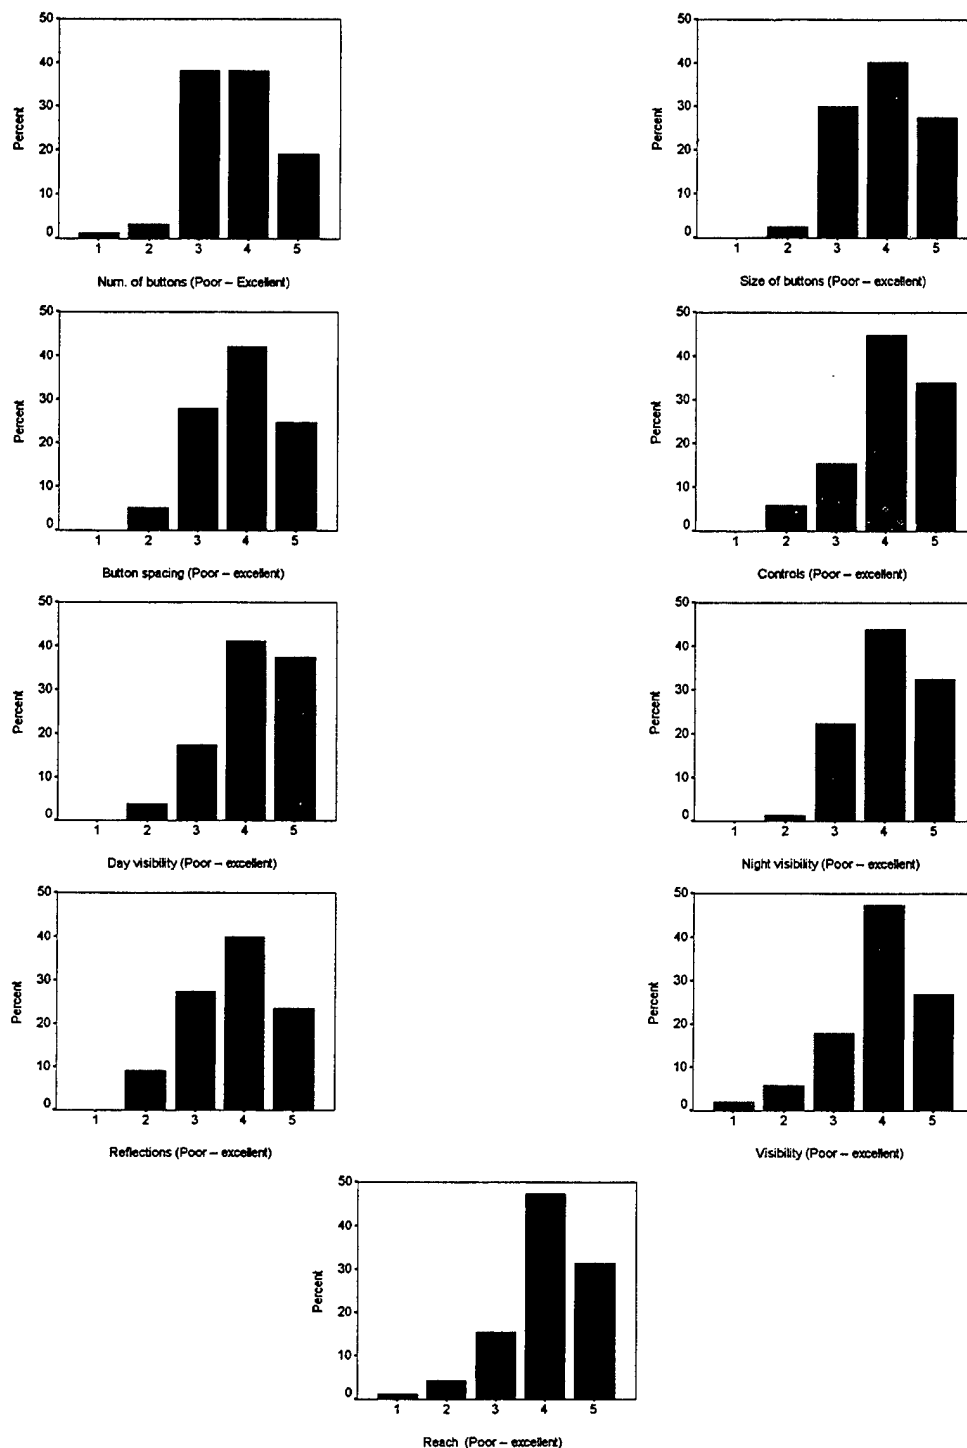 50
40
30
20
10
0
Percent
1 2 3 4 5
Num. of buttons (Poor – Excellent)
50
40
30
20
10
0
Percent
1 2 3 4 5
Size of buttons (Poor – excellent)
50
40
30
20
10
0
Percent
1 2 3 4 5
Button spacing (Poor – excellent)
50
40
30
20
10
0
Percent
1 2 3 4 5
Controls (Poor – excellent)
50
40
30
20
10
0
Percent
1 2 3 4 5
Day visibility (Poor – excellent)
50
40
30
20
10
0
Percent
1 2 3 4 5
Night visibility (Poor – excellent)
50
40
30
20
10
0
Percent
1 2 3 4 5
Reflections (Poor – excellent)
50
40
30
20
10
0
Percent
1 2 3 4 5
Visibility (Poor – excellent)
50
40
30
20
10
0
Percent
1 2 3 4 5
Reach (Poor – excellent)